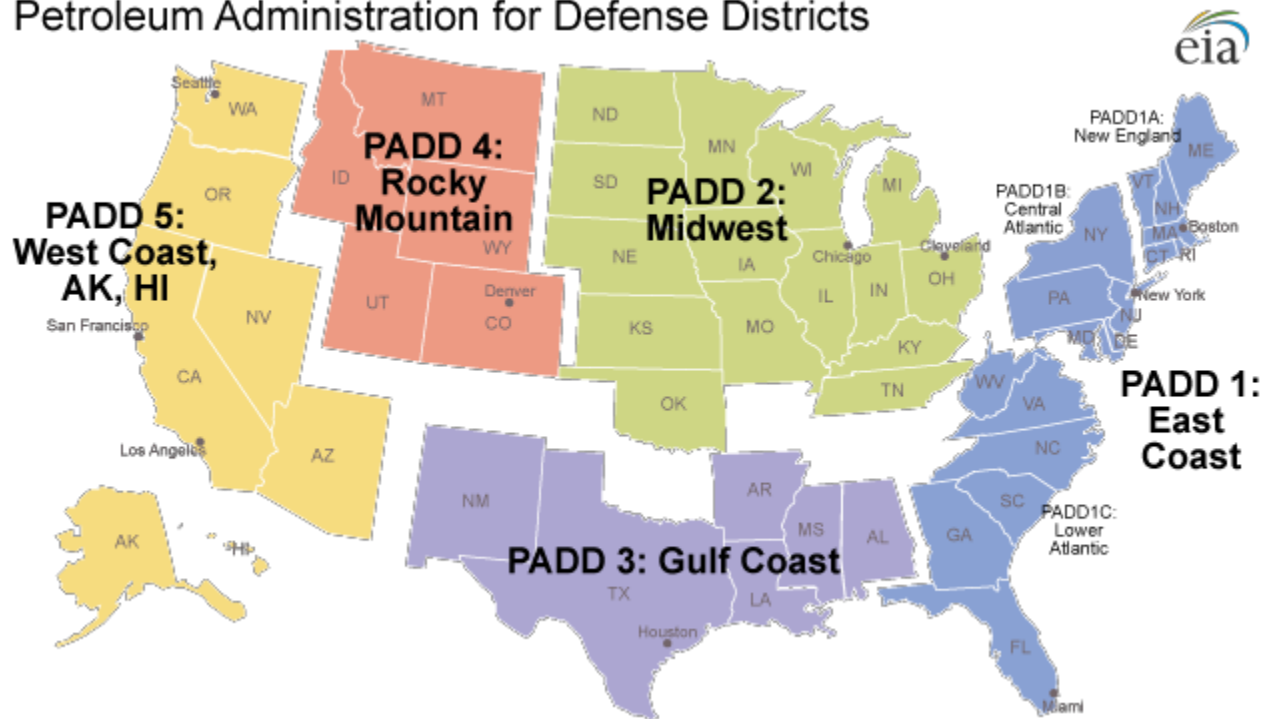 Petroleum Administration for Defense Districts
eia
Seattle
WA
OR
PADD 5:
West Coast,
AK, HI
San Francisco
NV
CA
Los Angeles
AZ
AK
HI
MT
PADD 4:
Rocky
Mountain
ID
WY
UT
Denver
CO
ND
MN
SD
WI
MI
PADD 2:
Midwest
NE
IA
Chicago
Cleveland
IL
IN
OH
KS
MO
KY
OK
TN
NM
AR
MS
AL
PADD 3: Gulf Coast
TX
LA
Houston
PADD1A:
New England
ME
VT
NH
MA
Boston
CT
RI
PADD1B:
Central
Atlantic
NY
PA
New York
NJ
MD
DE
PADD 1:
East
Coast
WV
VA
NC
SC
GA
PADD1C:
Lower
Atlantic
FL
Miami